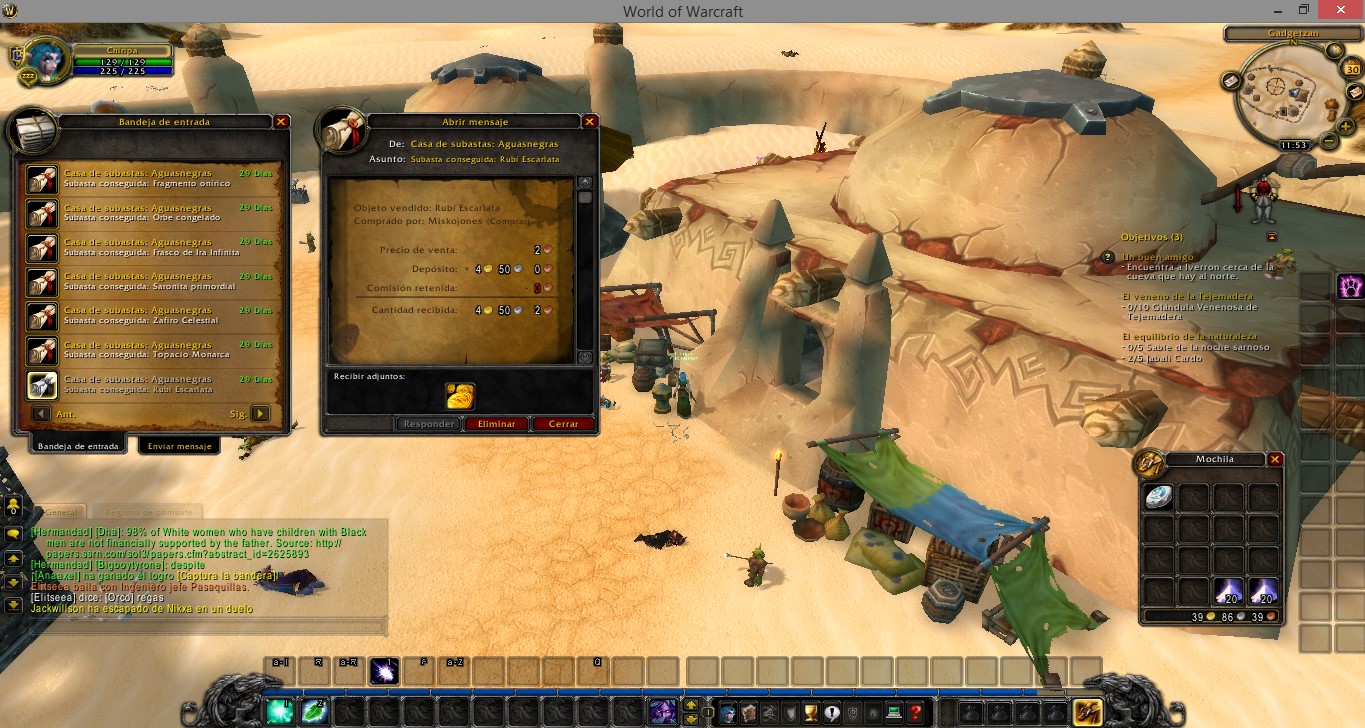 World of Warcraft
Chiripa
129 / 129
225 / 225
zzz
Gadgetzan
N
30
11:53
Bandeja de entrada
Casa de subastas: Aguasnegras 29 Días
Subasta conseguida: Fragmento onírico
Casa de subastas: Aguasnegras 29 Días
Subasta conseguida: Orbe congelado
Casa de subastas: Aguasnegras 29 Días
Subasta conseguida: Frasco de Ira Infinita
Casa de subastas: Aguasnegras 29 Días
Subasta conseguida: Saronita primordial
Casa de subastas: Aguasnegras 29 Días
Subasta conseguida: Zafiro Celestial
Casa de subastas: Aguasnegras 29 Días
Subasta conseguida: Topacio Monarca
Casa de subastas: Aguasnegras 29 Días
Subasta conseguida: Rubí Escarlata
Ant. Sig.
Bandeja de entrada
Enviar mensaje
Abrir mensaje
De: Casa de subastas: Aguasnegras
Asunto: Subasta conseguida: Rubí Escarlata
Objeto vendido: Rubí Escarlata
Comprado por: Miskojones (Comprar)
Precio de venta: 2
Depósito: + 4 50 0
Comisión retenida: - 0
Cantidad recibida: 4 50 2
Recibir adjuntos:
Responder
Eliminar
Cerrar
Objetivos (3)
? Un buen amigo
- Encuentra a Iverron cerca de la
cueva que hay al norte.
El veneno de la Tejemadera
- 0/10 Glándula Venenosa de
Tejemadera
El equilibrio de la naturaleza
- 0/5 Sable de la noche sarnoso
- 2/5 Jabalí Cardo
Mochila
20 20
39 86 39
General
Registro de combate
[Hermandad] [Dha]: 98% of White women who have children with Black
men are not financially supported by the father. Source: http://
papers.ssrn.com/sol3/papers.cfm?abstract_id=2625893
[Hermandad] [Bigboytyrone]: despite
[Anaaxel] ha ganado el logro [Captura la bandera]!
Elitseea baila con Ingeniero jefe Pasaquillas.
[Elitseea] dice: [Orco] regas
Jackwillson ha escapado de Nikxa en un duelo
0
a-1 R a-R 1 F a-2 Q
1 2